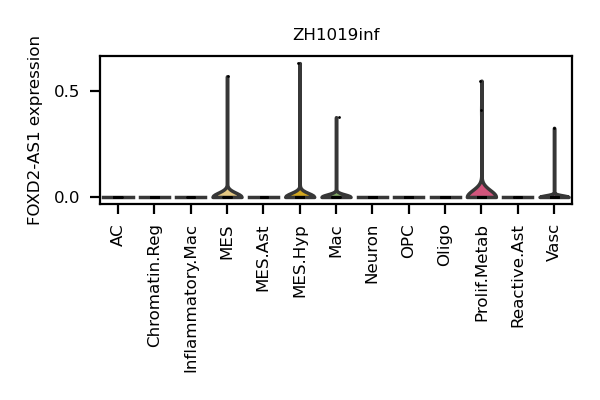 ZH1019inf
FOXD2-AS1 expression
0.5
0.0
AC
Chromatin.Reg
Inflammatory.Mac
MES
MES.Ast
MES.Hyp
Mac
Neuron
OPC
Oligo
Prolif.Metab
Reactive.Ast
Vasc